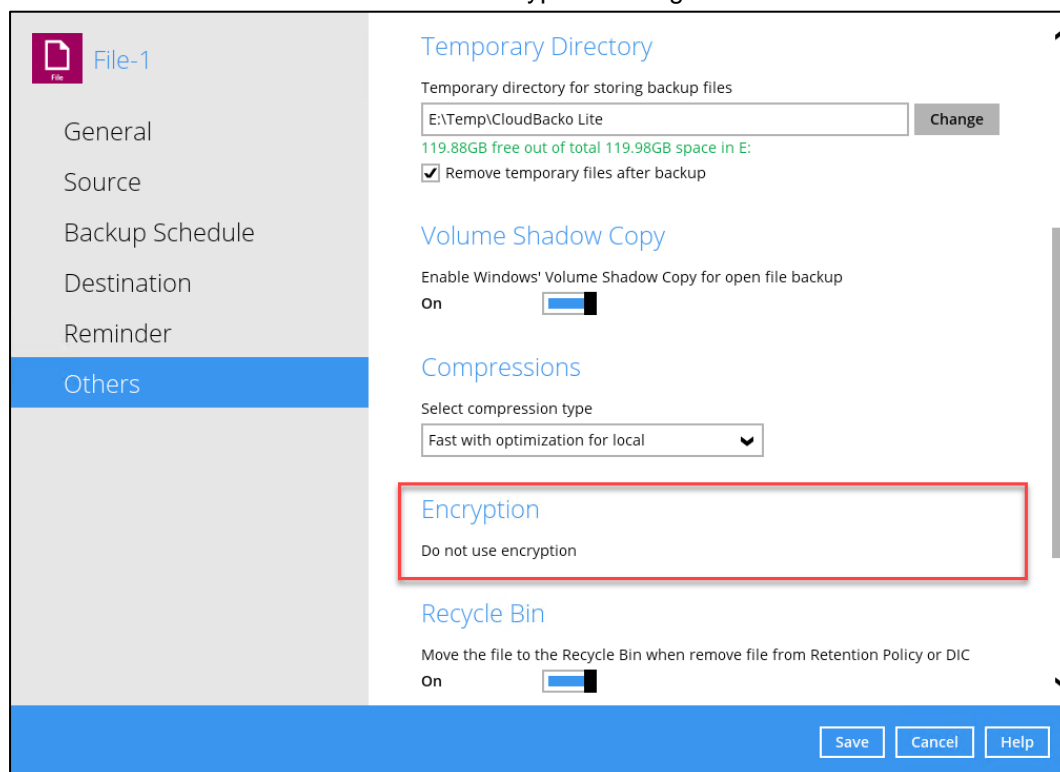 File
File-1
General
Source
Backup Schedule
Destination
Reminder
Others
Temporary Directory
Temporary directory for storing backup files
E:\Temp\CloudBacko Lite
Change
119.88GB free out of total 119.98GB space in E:
Remove temporary files after backup
Volume Shadow Copy
Enable Windows' Volume Shadow Copy for open file backup
On
Compressions
Select compression type
Fast with optimization for local
Encryption
Do not use encryption
Recycle Bin
Move the file to the Recycle Bin when remove file from Retention Policy or DIC
On
Save
Cancel
Help